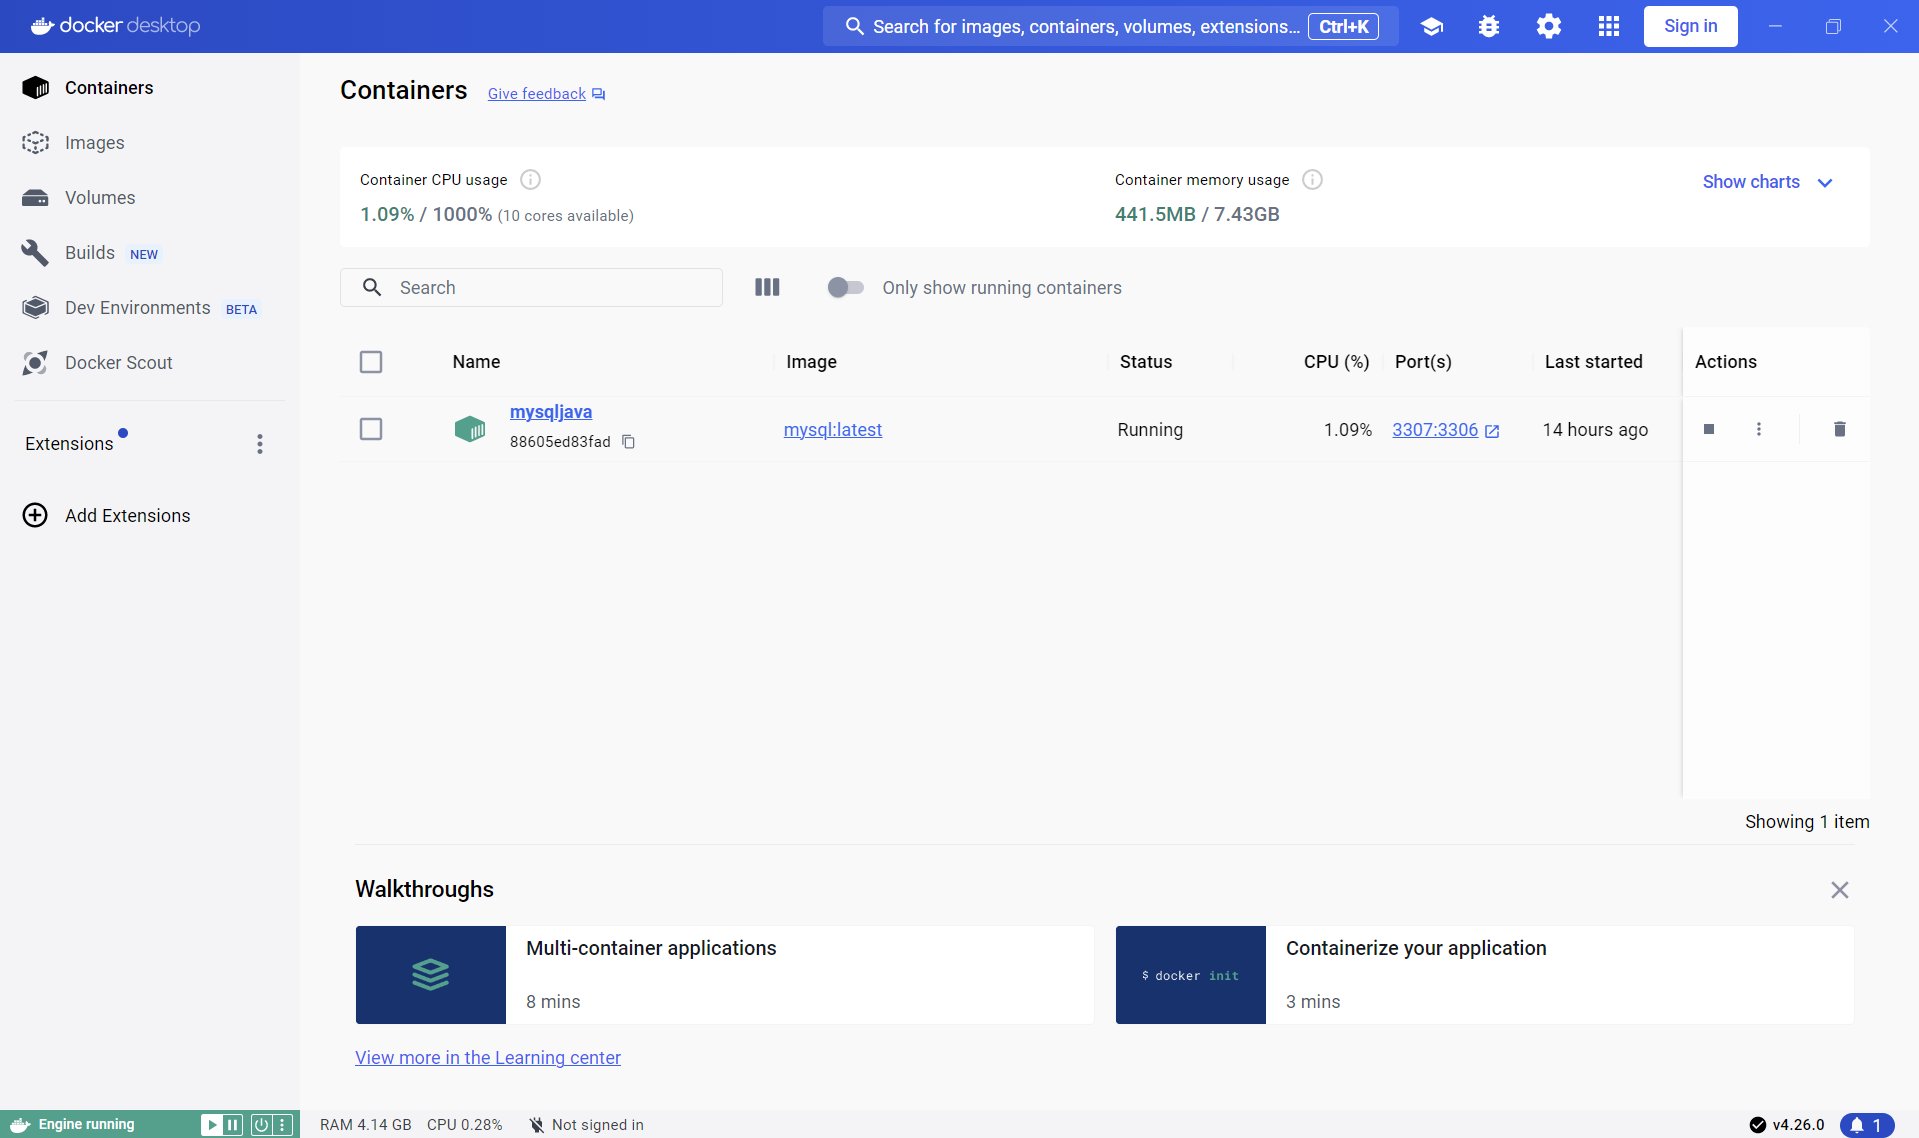 docker desktop
Search for images, containers, volumes, extensions... Ctrl+K
Sign in
Containers
Images
Volumes
Builds NEW
Dev Environments BETA
Docker Scout
Extensions
Add Extensions
Containers Give feedback
Container CPU usage
1.09% / 1000% (10 cores available)
Container memory usage
441.5MB / 7.43GB
Show charts
Search
Only show running containers
Name Image Status CPU (%) Port(s) Last started Actions
mysqljava
88605ed83fad
mysql:latest Running 1.09% 3307:3306 14 hours ago
Showing 1 item
Walkthroughs
Multi-container applications
8 mins
$ docker init
Containerize your application
3 mins
View more in the Learning center
Engine running
RAM 4.14 GB CPU 0.28% Not signed in
v4.26.0
1